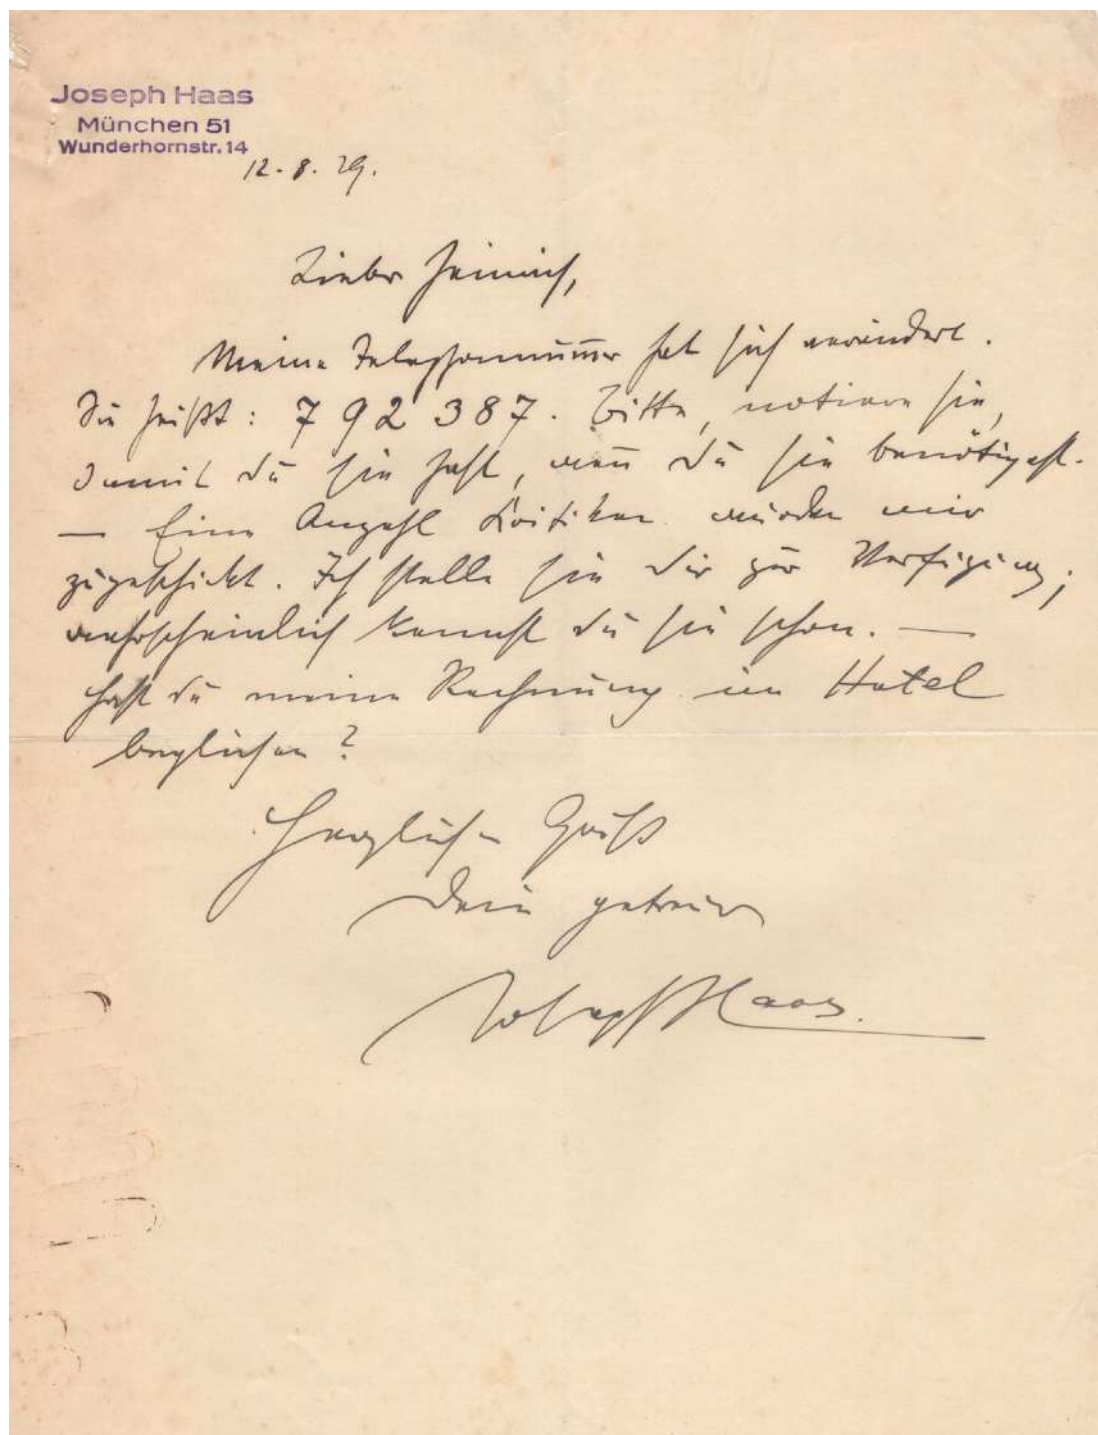 Joseph Haas
München 51
Wunderhornstr. 14
12. 8. 29.
Lieber Heinrich,
Meine Telephonnum̅er hat sich verändert.
Sie heißt: 792 387. Bitte, notiere sie,
damit Du sie hast, wen̅ Du sie benötigst.
— Eine Anzahl Kritiken wurden mir
zugeschickt. Ich stelle sie Dir zur Verfügung;
wahrscheinlich kennst Du sie schon. —
Hast Du meine Rechnung im Hotel
beglichen?
Herzlichen Gruß
Dein getreuer
Joseph Haas.